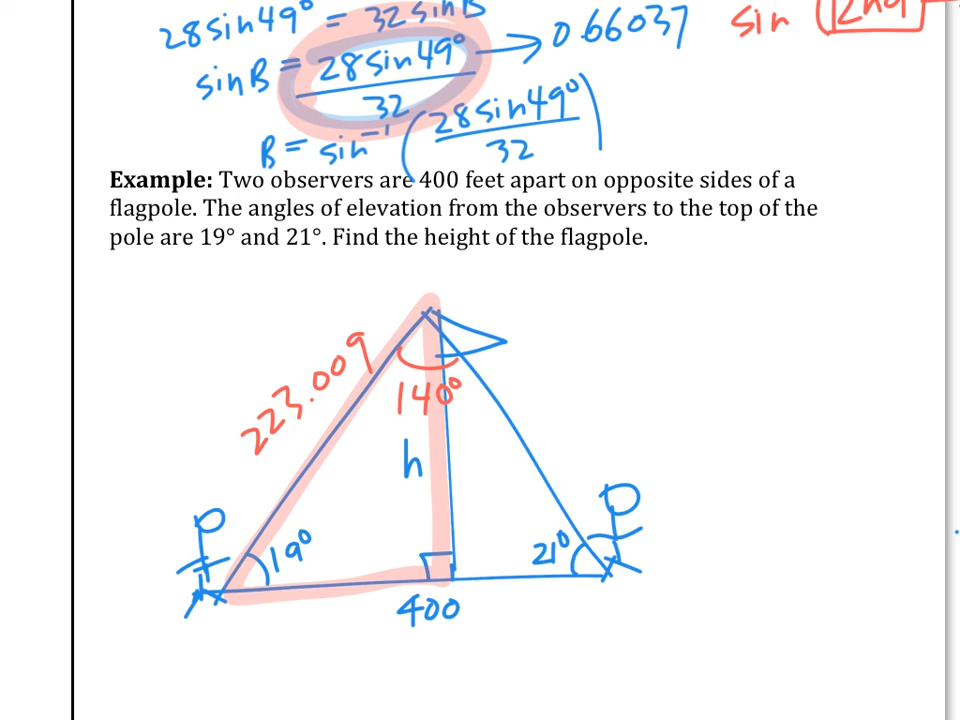 28sin49° = 32sinB
sinB = 28sin49° / 32 → 0.66037
sin 2nd
B = sin⁻¹ (28sin49° / 32)
Example: Two observers are 400 feet apart on opposite sides of a
flagpole. The angles of elevation from the observers to the top of the
pole are 19° and 21°. Find the height of the flagpole.
223.009
140°
h
19°
21°
400